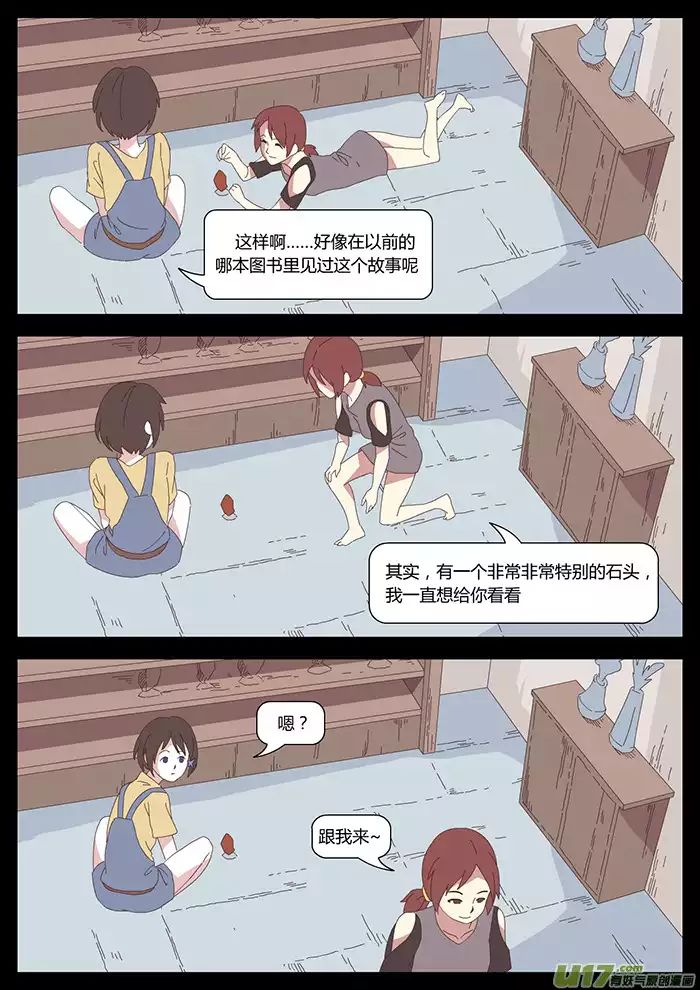 这样啊……好像在以前的
哪本图书里见过这个故事呢
其实，有一个非常非常特别的石头，
我一直想给你看看
嗯？
跟我来~
U17.com
有妖气原创漫画